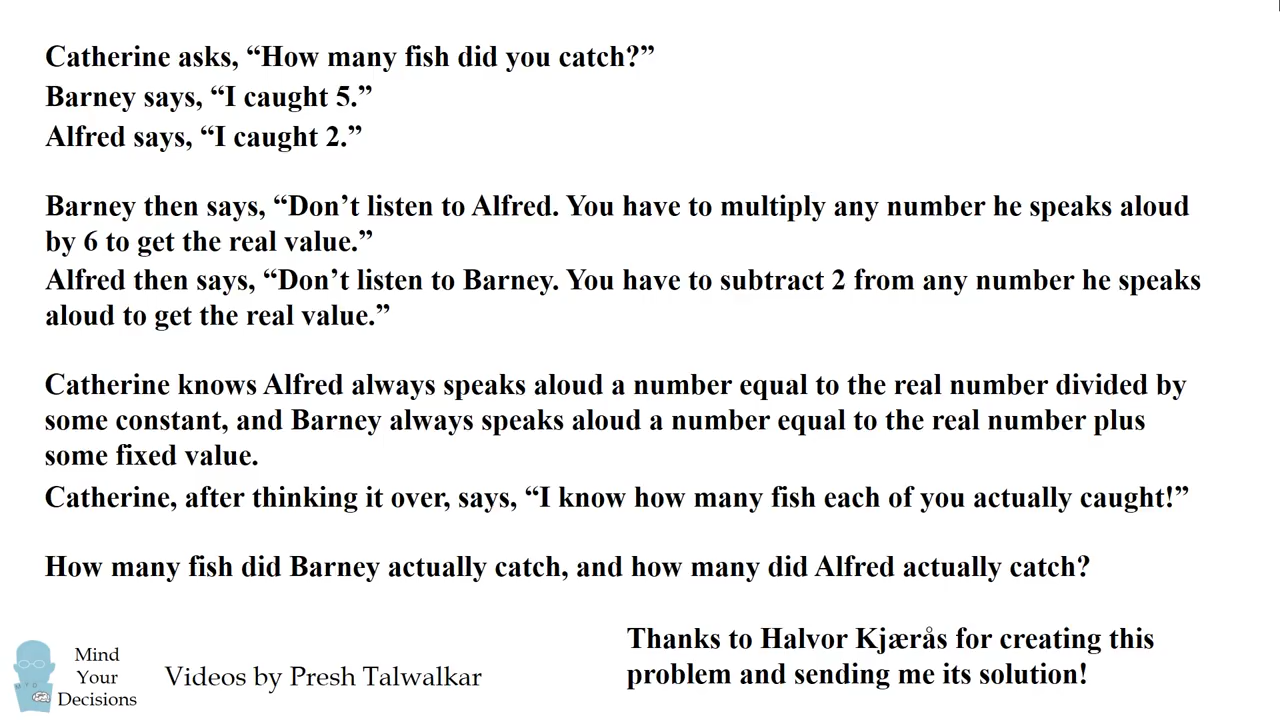 Catherine asks, “How many fish did you catch?”
Barney says, “I caught 5.”
Alfred says, “I caught 2.”
Barney then says, “Don’t listen to Alfred. You have to multiply any number he speaks aloud
by 6 to get the real value.”
Alfred then says, “Don’t listen to Barney. You have to subtract 2 from any number he speaks
aloud to get the real value.”
Catherine knows Alfred always speaks aloud a number equal to the real number divided by
some constant, and Barney always speaks aloud a number equal to the real number plus
some fixed value.
Catherine, after thinking it over, says, “I know how many fish each of you actually caught!”
How many fish did Barney actually catch, and how many did Alfred actually catch?
Thanks to Halvor Kjærås for creating this
problem and sending me its solution!
Mind
Your
Decisions
Videos by Presh Talwalkar